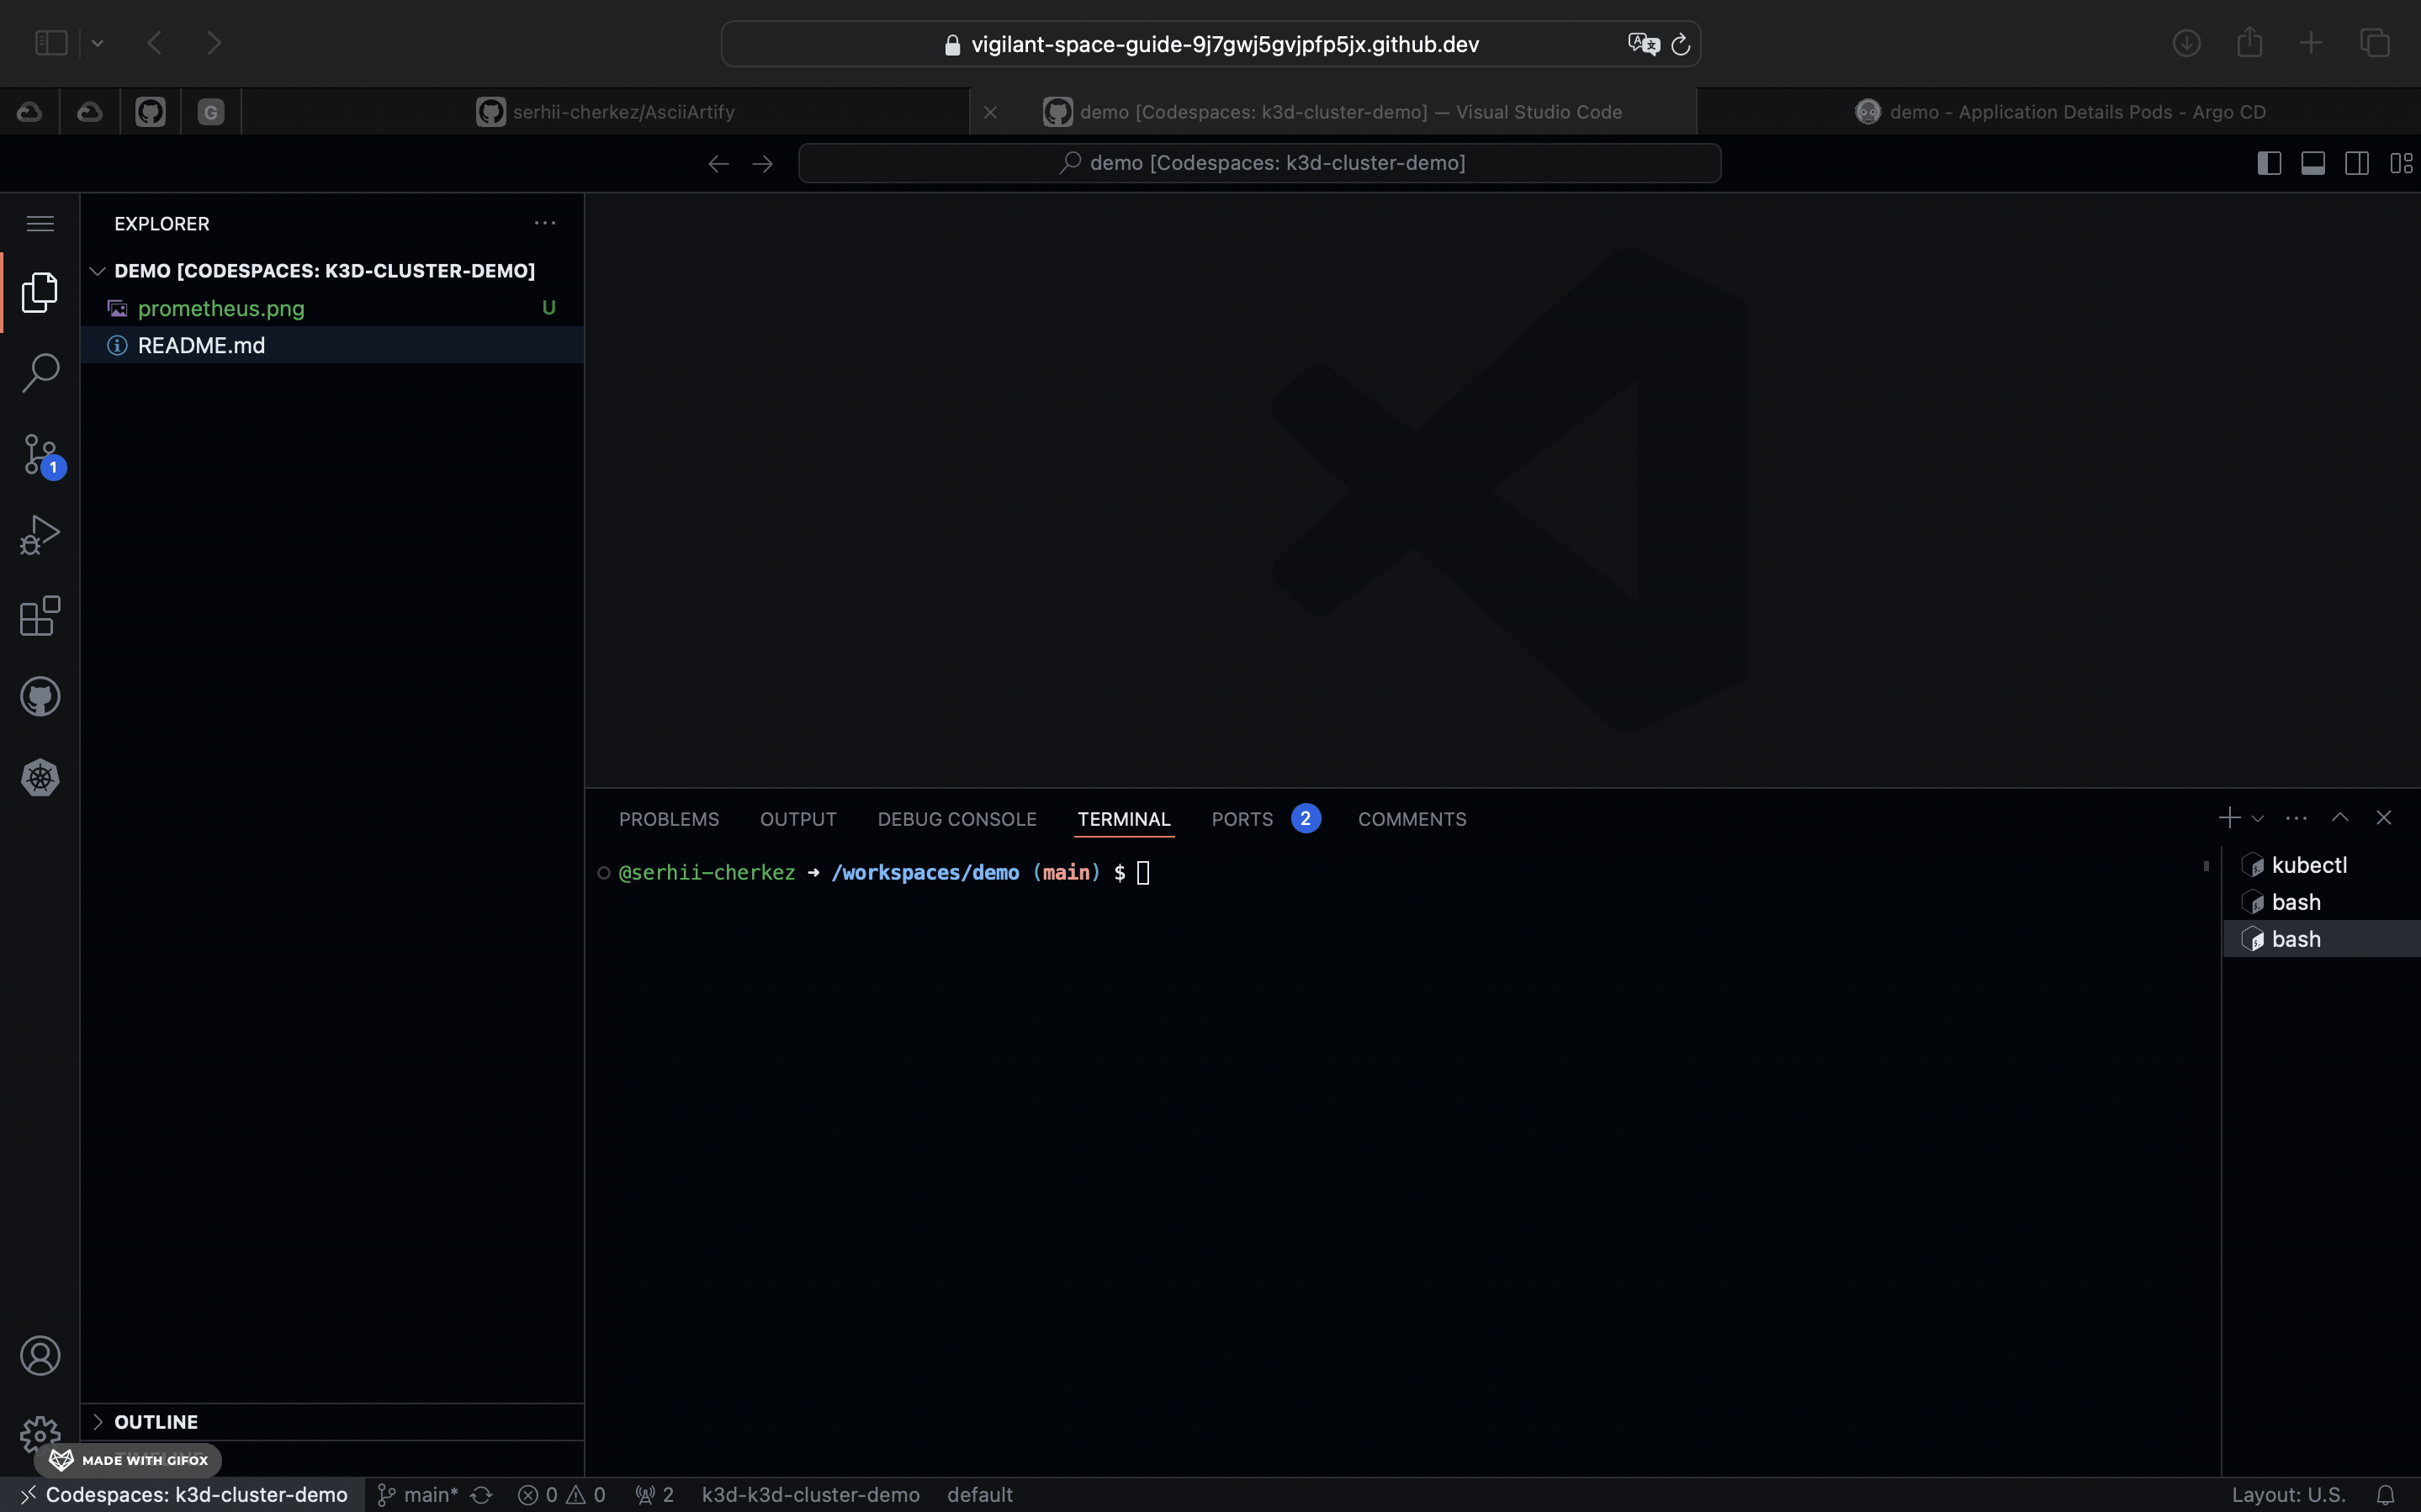 vigilant-space-guide-9j7gwj5gvjpfp5jx.github.dev
G
serhii-cherkez/AsciiArtify
demo [Codespaces: k3d-cluster-demo] — Visual Studio Code
demo - Application Details Pods - Argo CD
demo [Codespaces: k3d-cluster-demo]
EXPLORER
DEMO [CODESPACES: K3D-CLUSTER-DEMO]
prometheus.png U
README.md
1
PROBLEMS OUTPUT DEBUG CONSOLE TERMINAL PORTS 2 COMMENTS
@serhii-cherkez ➜ /workspaces/demo (main) $
kubectl
bash
bash
OUTLINE
TIMELINE
MADE WITH GIFOX
Codespaces: k3d-cluster-demo main* 0 0 2 k3d-k3d-cluster-demo default Layout: U.S.